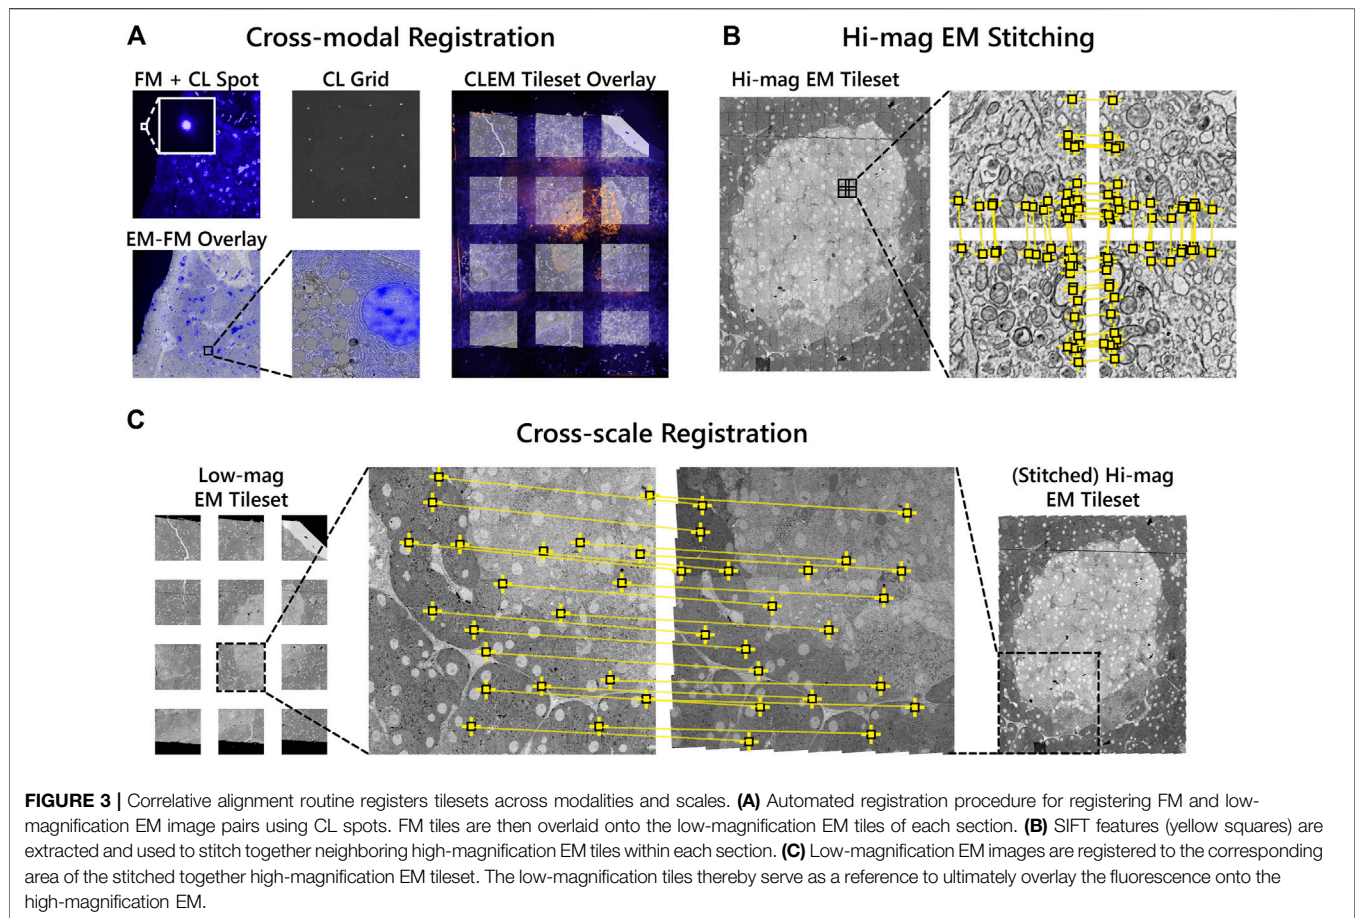 A
Cross-modal Registration
FM + CL Spot
CL Grid
CLEM Tileset Overlay
EM-FM Overlay
B
Hi-mag EM Stitching
Hi-mag EM Tileset
C
Cross-scale Registration
Low-mag
EM Tileset
(Stitched) Hi-mag
EM Tileset
FIGURE 3 | Correlative alignment routine registers tilesets across modalities and scales. (A) Automated registration procedure for registering FM and low-
magnification EM image pairs using CL spots. FM tiles are then overlaid onto the low-magnification EM tiles of each section. (B) SIFT features (yellow squares) are
extracted and used to stitch together neighboring high-magnification EM tiles within each section. (C) Low-magnification EM images are registered to the corresponding
area of the stitched together high-magnification EM tileset. The low-magnification tiles thereby serve as a reference to ultimately overlay the fluorescence onto the
high-magnification EM.